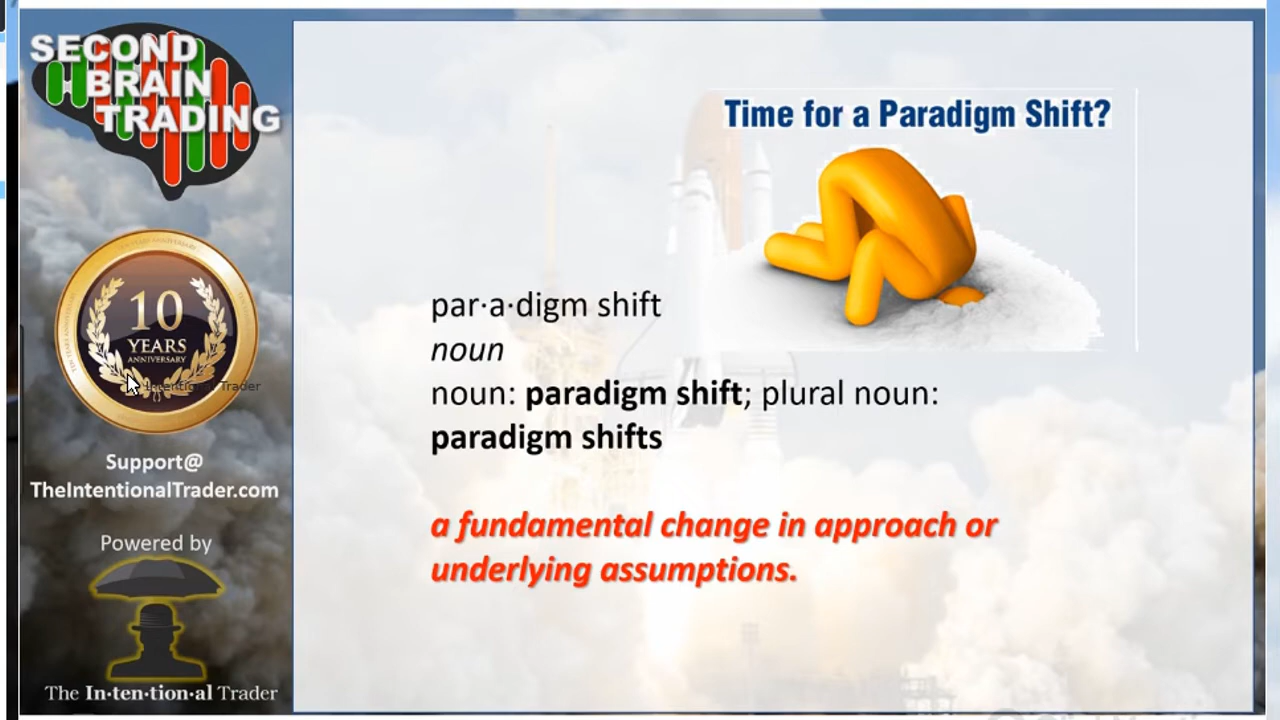 SECOND
BRAIN
TRADING
10
YEARS
ANNIVERSARY
Intentional Trader
Support@
TheIntentionalTrader.com
Powered by
The In·ten·tion·al Trader
Time for a Paradigm Shift?
par·a·digm shift
noun
noun: paradigm shift; plural noun:
paradigm shifts
a fundamental change in approach or
underlying assumptions.